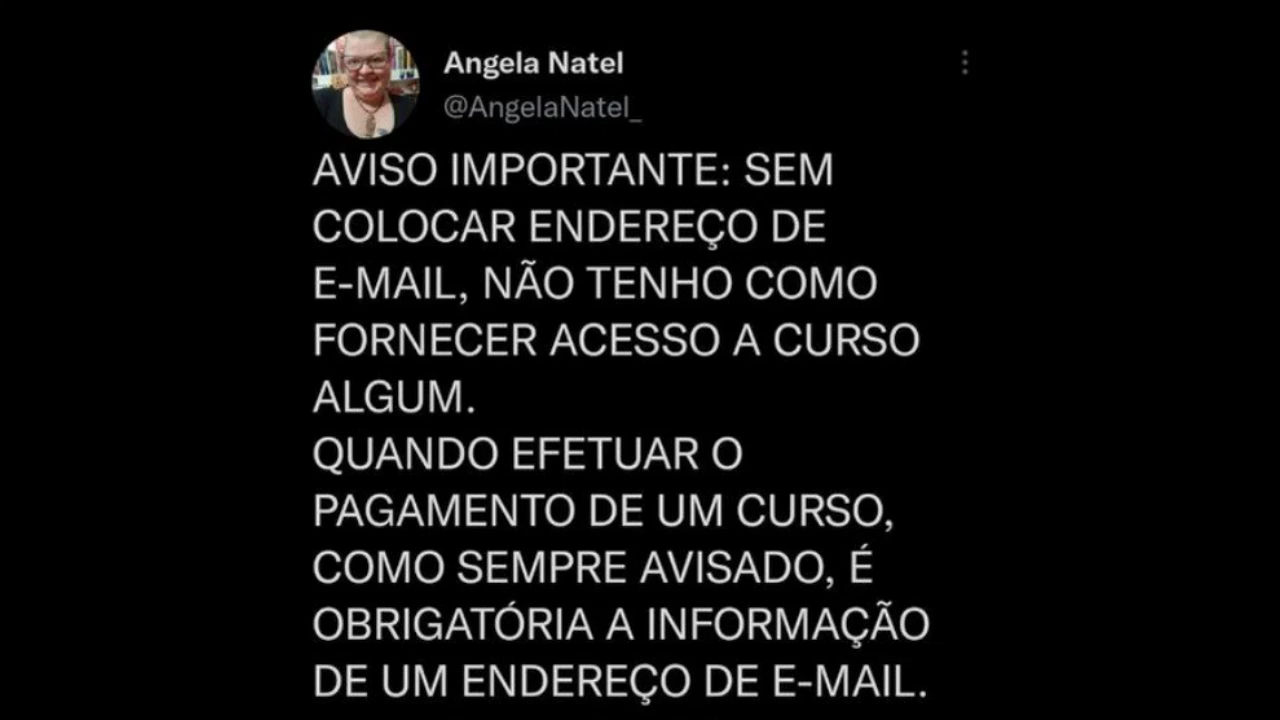 Angela Natel
@AngelaNatel_
AVISO IMPORTANTE: SEM
COLOCAR ENDEREÇO DE
E-MAIL, NÃO TENHO COMO
FORNECER ACESSO A CURSO
ALGUM.
QUANDO EFETUAR O
PAGAMENTO DE UM CURSO,
COMO SEMPRE AVISADO, É
OBRIGATÓRIA A INFORMAÇÃO
DE UM ENDEREÇO DE E-MAIL.